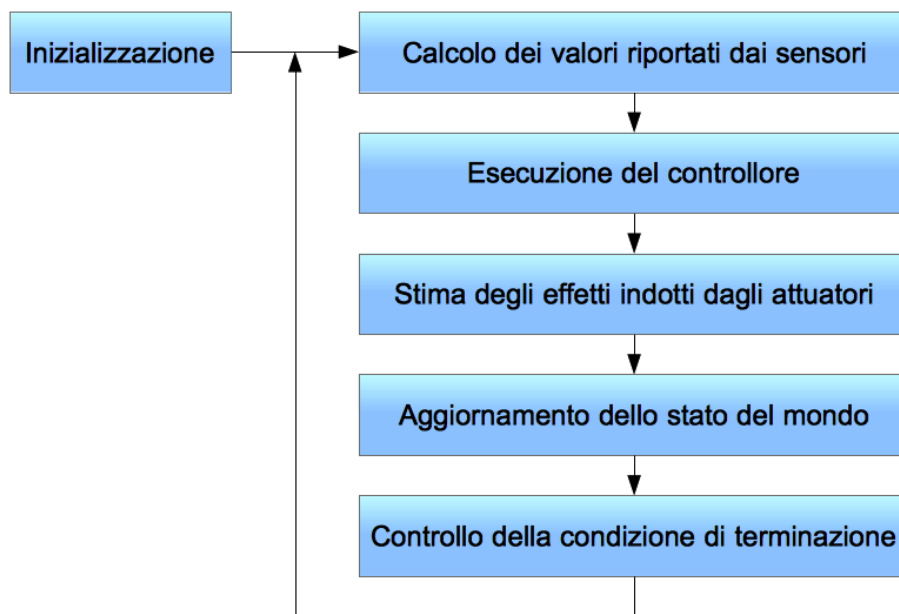 Inizializzazione
Calcolo dei valori riportati dai sensori
Esecuzione del controllore
Stima degli effetti indotti dagli attuatori
Aggiornamento dello stato del mondo
Controllo della condizione di terminazione